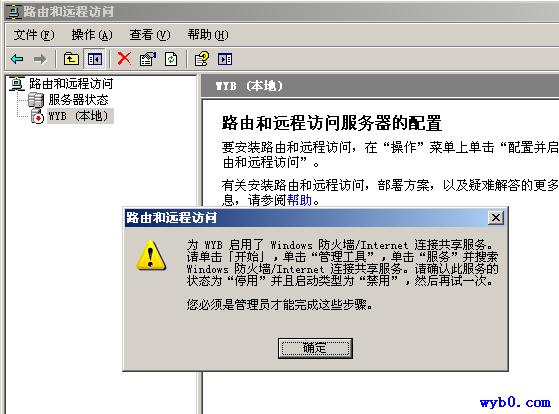 路由和远程访问
文件(F) 操作(A) 查看(V) 帮助(H)
路由和远程访问
服务器状态
WYB (本地)
WYB (本地)
路由和远程访问服务器的配置
要安装路由和远程访问，在“操作”菜单上单击“配置并启
由和远程访问”。
有关安装路由和远程访问，部署方案，以及疑难解答的更多
息，请参阅帮助。
路由和远程访问
为 WYB 启用了 Windows 防火墙/Internet 连接共享服务。
请单击「开始」,单击“管理工具”,单击“服务”并搜索
Windows 防火墙/Internet 连接共享服务。请确认此服务的
状态为“停用”并且启动类型为“禁用”,然后再试一次。
您必须是管理员才能完成这些步骤。
确定
wyb0.com